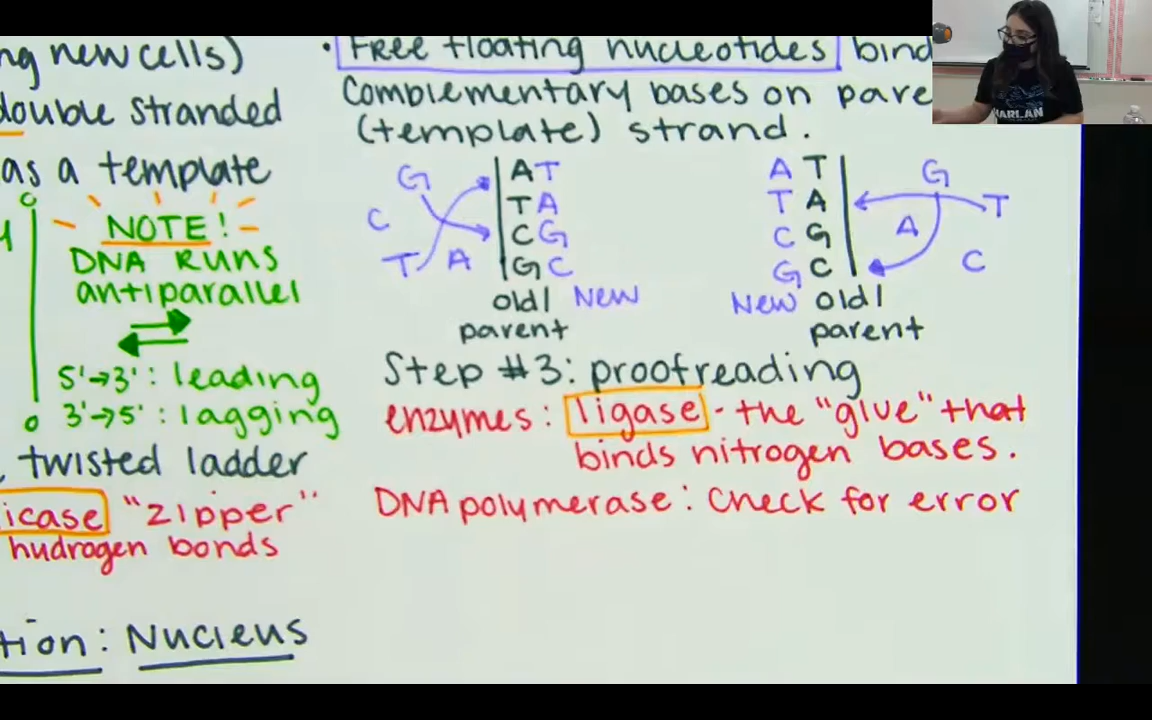 ng new cells)
double stranded
as a template
NOTE!
DNA RUNS
antiparallel
5'→3': leading
3'→5': lagging
twisted ladder
icase "zipper"
hydrogen bonds
tion: Nucleus
• Free floating nucleotides bind
Complementary bases on pare
(template) strand.
G A T
C T A
C G
T A G C
old/ New
parent
A T G
T A T
C G A
G C C
New old/
parent
Step #3: proofreading
enzymes: ligase - the "glue" that
binds nitrogen bases.
DNA polymerase: Check for error
HARLAN